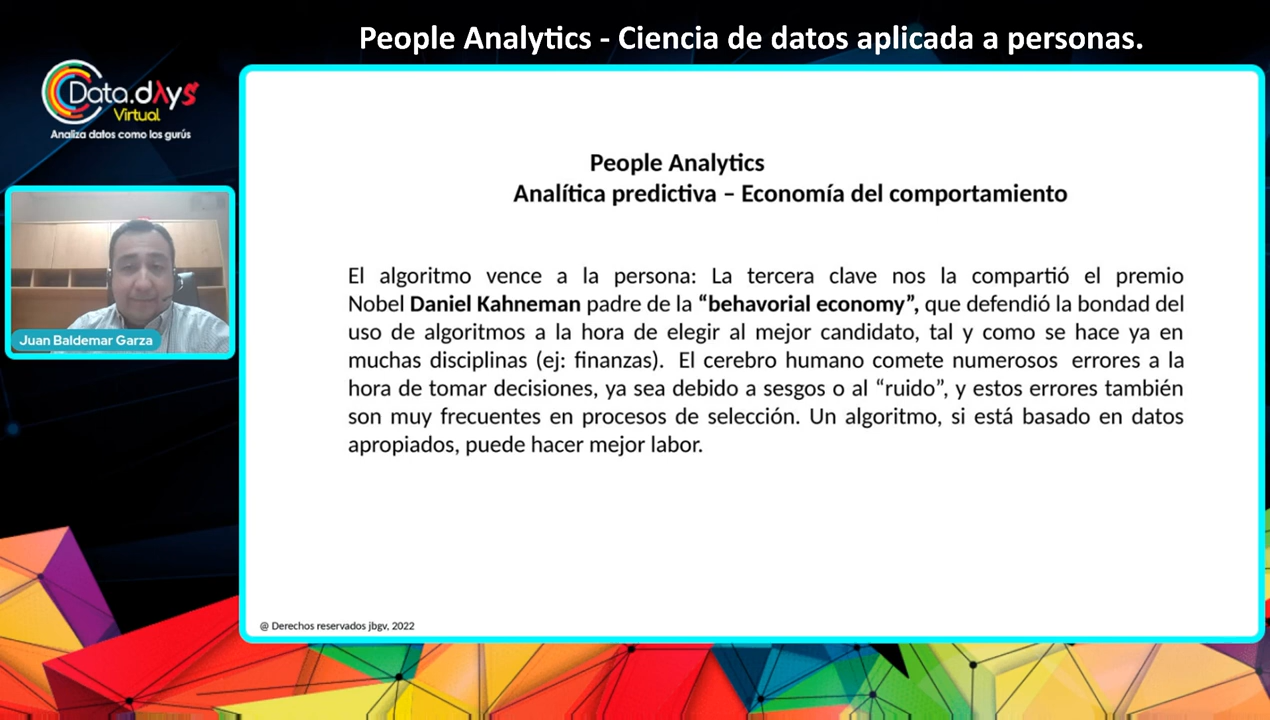 People Analytics - Ciencia de datos aplicada a personas.
Data.dλys
Virtual
Analiza datos como los gurús
Juan Baldemar Garza
People Analytics
Analítica predictiva – Economía del comportamiento
El algoritmo vence a la persona: La tercera clave nos la compartió el premio
Nobel Daniel Kahneman padre de la “behavorial economy”, que defendió la bondad del
uso de algoritmos a la hora de elegir al mejor candidato, tal y como se hace ya en
muchas disciplinas (ej: finanzas). El cerebro humano comete numerosos errores a la
hora de tomar decisiones, ya sea debido a sesgos o al “ruido”, y estos errores también
son muy frecuentes en procesos de selección. Un algoritmo, si está basado en datos
apropiados, puede hacer mejor labor.
@ Derechos reservados jbgv, 2022